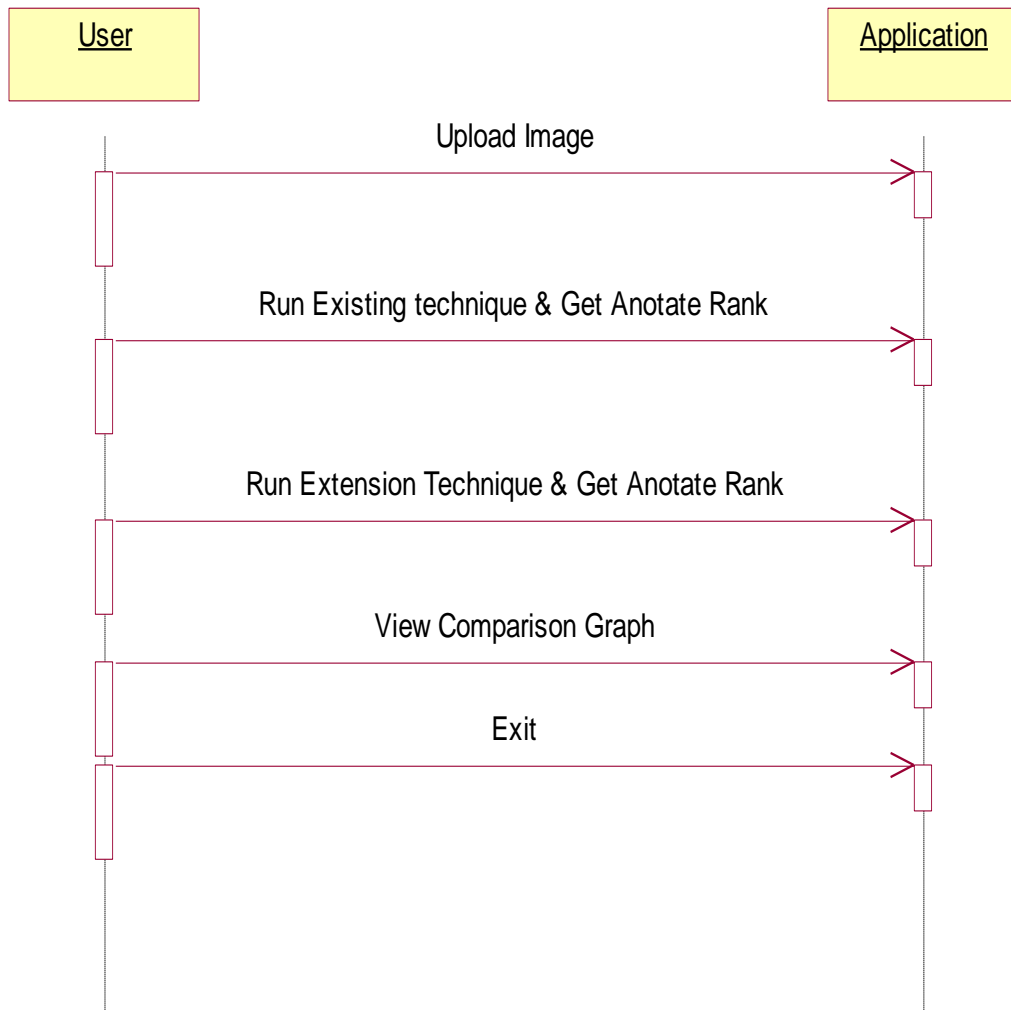 User
Application
Upload Image
Run Existing technique & Get Anotate Rank
Run Extension Technique & Get Anotate Rank
View Comparison Graph
Exit